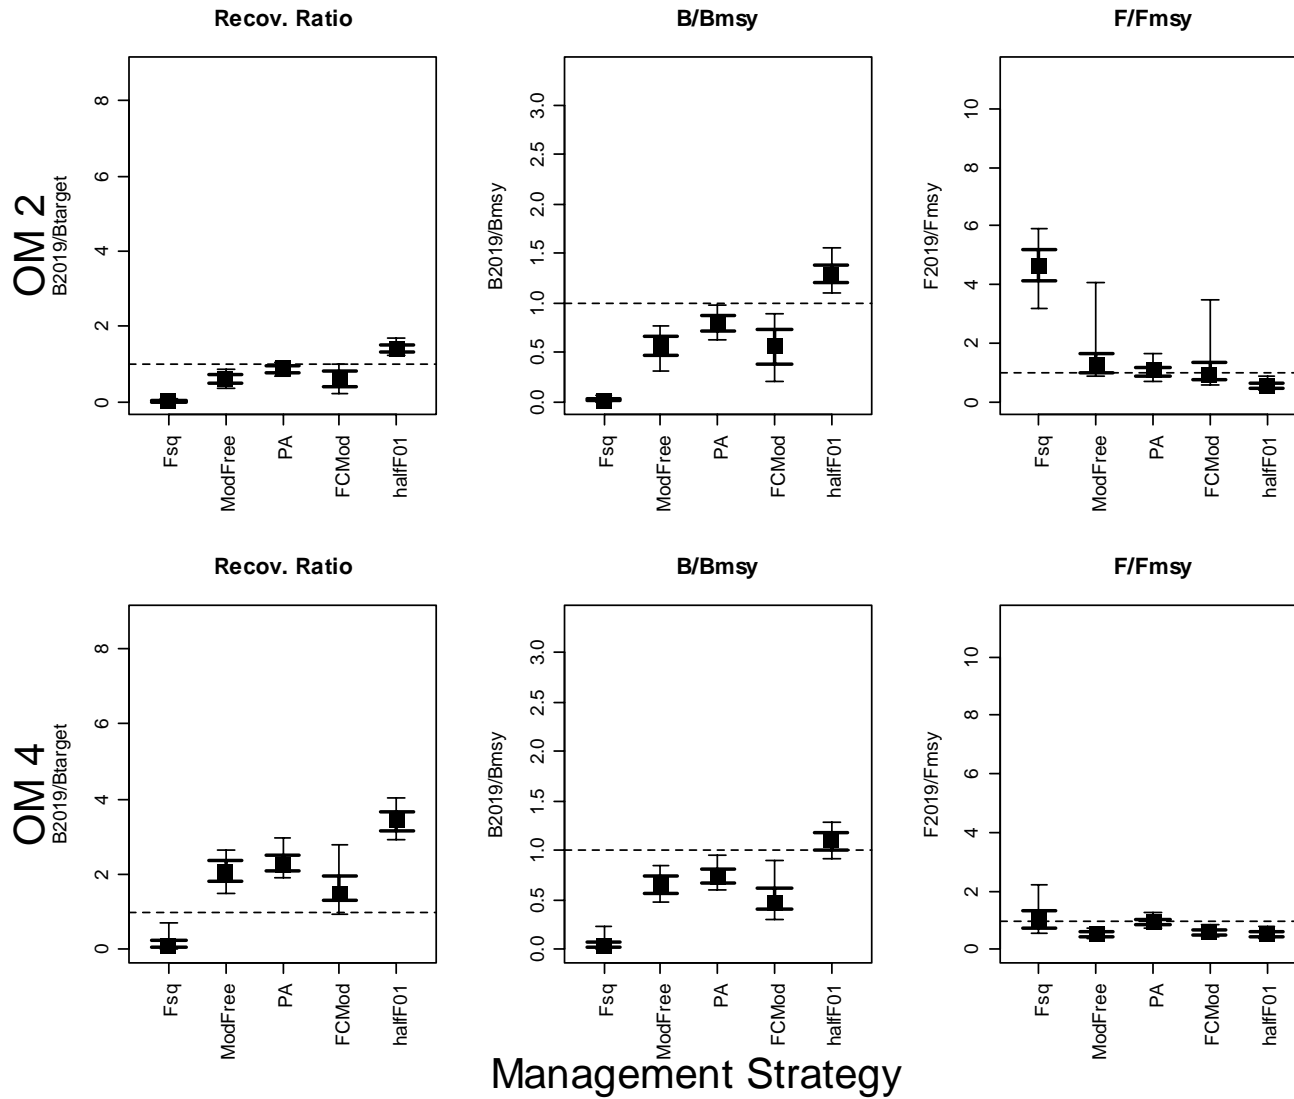 Recov. Ratio
B/Bmsy
F/Fmsy
OM 2
B2019/Btarget
0
2
4
6
8
Fsq
ModFree
PA
FCMod
halfF01
B2019/Bmsy
0.0
0.5
1.0
1.5
2.0
2.5
3.0
Fsq
ModFree
PA
FCMod
halfF01
F2019/Fmsy
0
2
4
6
8
10
Fsq
ModFree
PA
FCMod
halfF01
Recov. Ratio
B/Bmsy
F/Fmsy
OM 4
B2019/Btarget
0
2
4
6
8
Fsq
ModFree
PA
FCMod
halfF01
B2019/Bmsy
0.0
0.5
1.0
1.5
2.0
2.5
3.0
Fsq
ModFree
PA
FCMod
halfF01
F2019/Fmsy
0
2
4
6
8
10
Fsq
ModFree
PA
FCMod
halfF01
Management Strategy